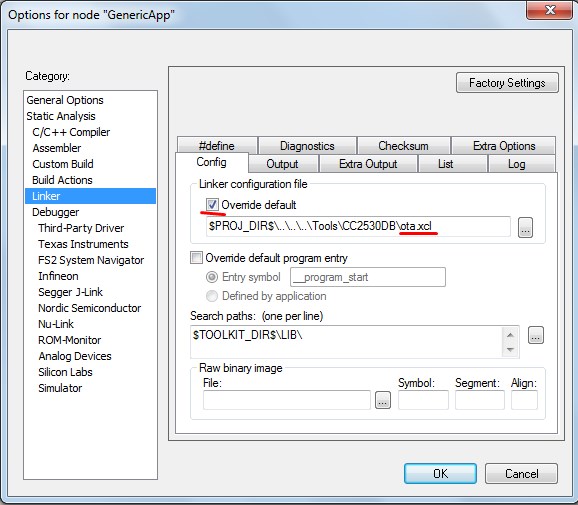 Options for node "GenericApp"
Category:
General Options
Static Analysis
C/C++ Compiler
Assembler
Custom Build
Build Actions
Linker
Debugger
Third-Party Driver
Texas Instruments
FS2 System Navigator
Infineon
Segger J-Link
Nordic Semiconductor
Nu-Link
ROM-Monitor
Analog Devices
Silicon Labs
Simulator
Factory Settings
#define Diagnostics Checksum Extra Options
Config Output Extra Output List Log
Linker configuration file
Override default
$PROJ_DIR$\..\..\..\Tools\CC2530DB\ota.xcl
...
Override default program entry
Entry symbol __program_start
Defined by application
Search paths: (one per line)
$TOOLKIT_DIR$\LIB\
...
Raw binary image
File: Symbol: Segment: Align:
...
OK Cancel